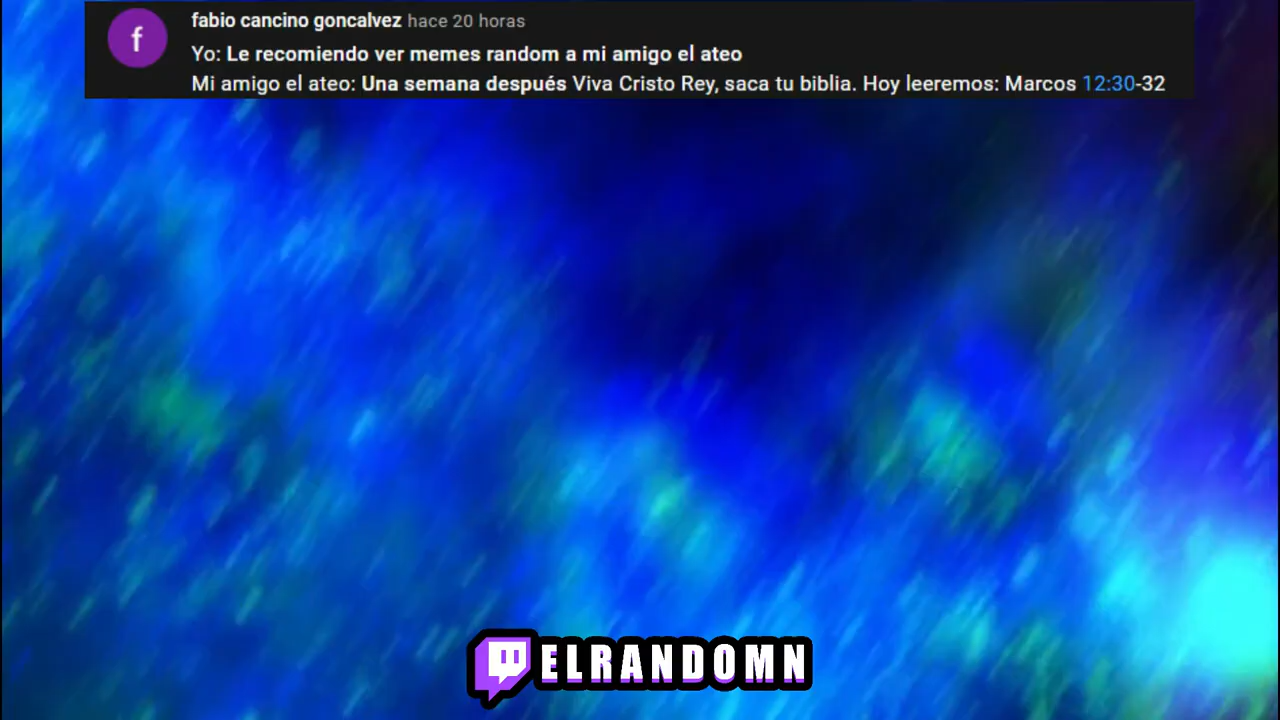 f
fabio cancino goncalvez hace 20 horas
Yo: Le recomiendo ver memes random a mi amigo el ateo
Mi amigo el ateo: Una semana después Viva Cristo Rey, saca tu biblia. Hoy leeremos: Marcos 12:30-32
ELRANDOMN